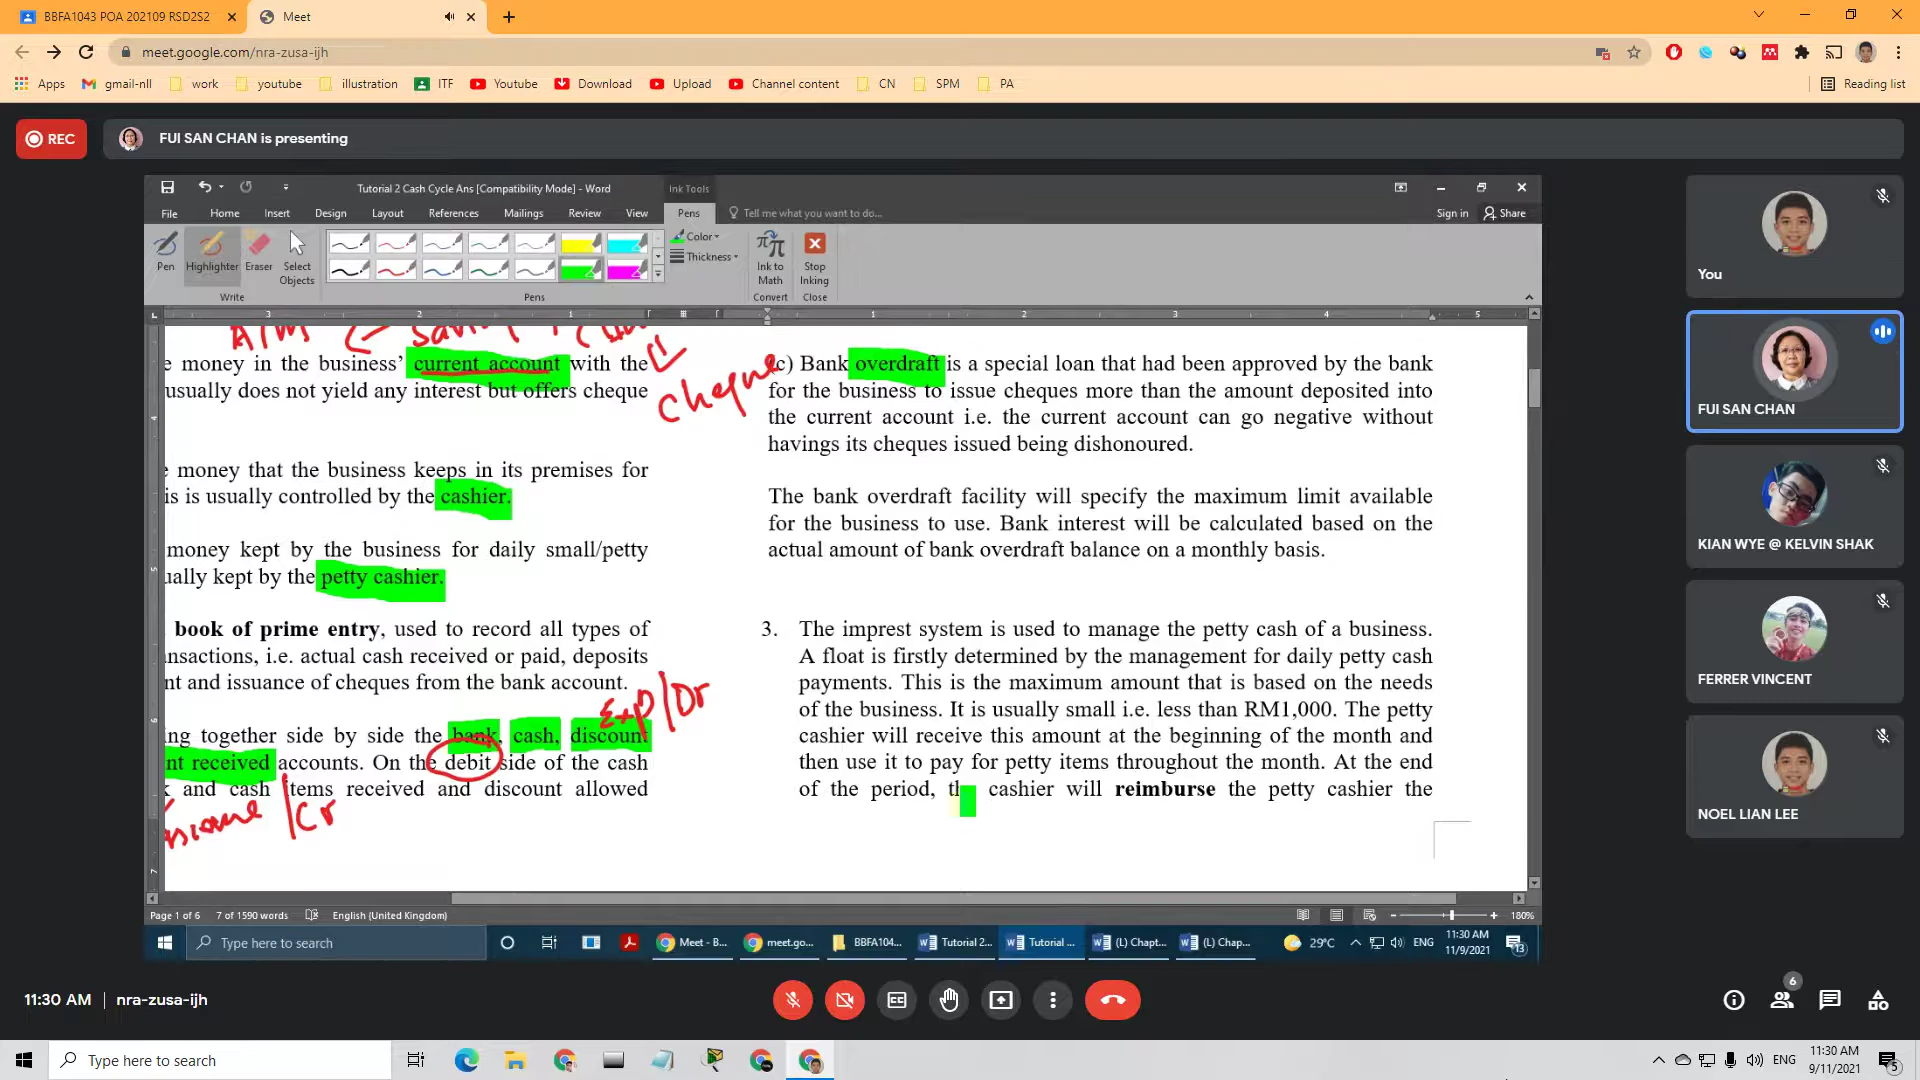 BBFA1043 POA 202109 RSD2S2
Meet
meet.google.com/nra-zusa-ijh
Apps
gmail-nll
work
youtube
illustration
ITF
Youtube
Download
Upload
Channel content
CN
SPM
PA
Reading list
REC
FUI SAN CHAN is presenting
Tutorial 2 Cash Cycle Ans [Compatibility Mode] - Word
Ink Tools
File
Home
Insert
Design
Layout
References
Mailings
Review
View
Pens
Tell me what you want to do...
Sign in
Share
Pen
Highlighter
Eraser
Select
Objects
Color
Thickness
Ink to
Math
Stop
Inking
Write
Pens
Convert
Close
e money in the business' current account with the
usually does not yield any interest but offers cheque
cheque
e money that the business keeps in its premises for
is is usually controlled by the cashier.
money kept by the business for daily small/petty
ually kept by the petty cashier.
book of prime entry, used to record all types of
nsactions, i.e. actual cash received or paid, deposits
nt and issuance of cheques from the bank account.
Exp/Dr
ing together side by side the bank, cash, discount
nt received accounts. On the debit side of the cash
k and cash items received and discount allowed
/Cr
(c) Bank overdraft is a special loan that had been approved by the bank
for the business to issue cheques more than the amount deposited into
the current account i.e. the current account can go negative without
havings its cheques issued being dishonoured.
The bank overdraft facility will specify the maximum limit available
for the business to use. Bank interest will be calculated based on the
actual amount of bank overdraft balance on a monthly basis.
3. The imprest system is used to manage the petty cash of a business.
A float is firstly determined by the management for daily petty cash
payments. This is the maximum amount that is based on the needs
of the business. It is usually small i.e. less than RM1,000. The petty
cashier will receive this amount at the beginning of the month and
then use it to pay for petty items throughout the month. At the end
of the period, th cashier will reimburse the petty cashier the
Page 1 of 6
7 of 1590 words
English (United Kingdom)
180%
Type here to search
Meet - B...
meet.go...
BBFA104...
Tutorial 2...
Tutorial ...
(L) Chapt...
(L) Chap...
29°C
ENG
11:30 AM
11/9/2021
13
You
FUI SAN CHAN
KIAN WYE @ KELVIN SHAK
FERRER VINCENT
NOEL LIAN LEE
11:30 AM
nra-zusa-ijh
6
Type here to search
ENG
11:30 AM
9/11/2021
5